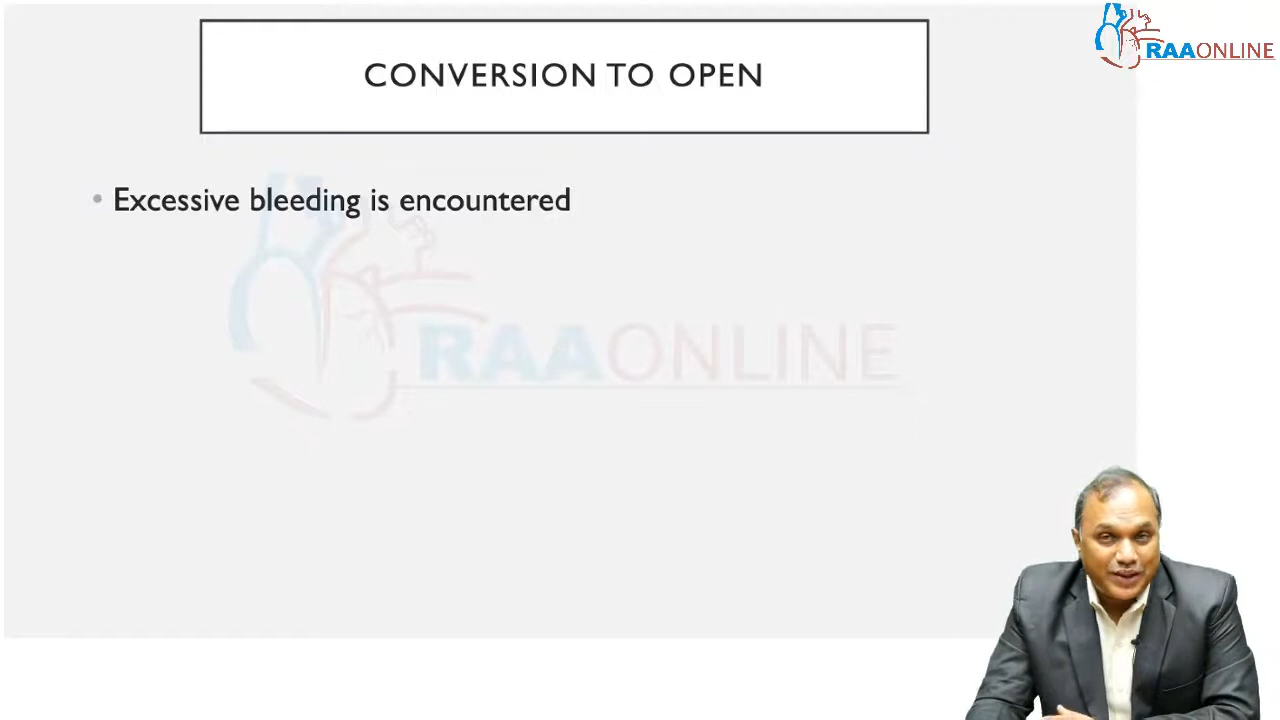 CONVERSION TO OPEN
RAAONLINE
• Excessive bleeding is encountered
RAAONLINE